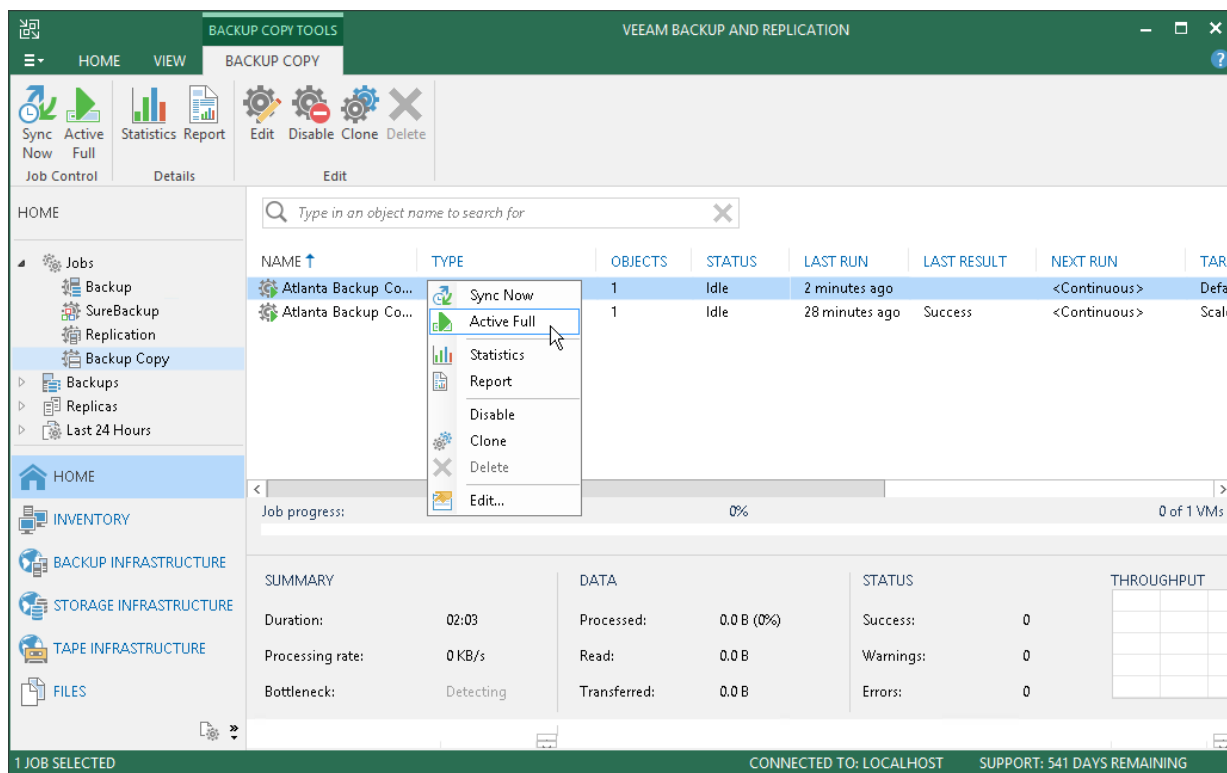 BACKUP COPY TOOLS
VEEAM BACKUP AND REPLICATION
HOME VIEW BACKUP COPY
?
Sync Now
Active Full
Statistics Report
Edit Disable Clone Delete
Job Control Details Edit
HOME
Type in an object name to search for
Jobs
Backup
SureBackup
Replication
Backup Copy
Backups
Replicas
Last 24 Hours
NAME TYPE OBJECTS STATUS LAST RUN LAST RESULT NEXT RUN TAR
Atlanta Backup Co... 1 Idle 2 minutes ago <Continuous> Defa
Atlanta Backup Co... 1 Idle 28 minutes ago Success <Continuous> Scal
Sync Now
Active Full
Statistics
Report
Disable
Clone
Delete
Edit...
HOME
INVENTORY
BACKUP INFRASTRUCTURE
STORAGE INFRASTRUCTURE
TAPE INFRASTRUCTURE
FILES
Job progress: 0% 0 of 1 VMs
SUMMARY DATA STATUS THROUGHPUT
Duration: 02:03 Processed: 0.0 B (0%) Success: 0
Processing rate: 0 KB/s Read: 0.0 B Warnings: 0
Bottleneck: Detecting Transferred: 0.0 B Errors: 0
1 JOB SELECTED CONNECTED TO: LOCALHOST SUPPORT: 541 DAYS REMAINING